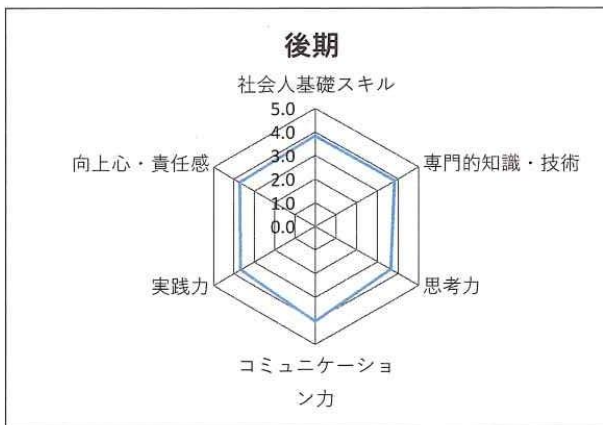 後期
社会人基礎スキル
5.0
4.0
3.0
2.0
1.0
0.0
専門的知識・技術
思考力
コミュニケーショ
ン力
実践力
向上心・責任感